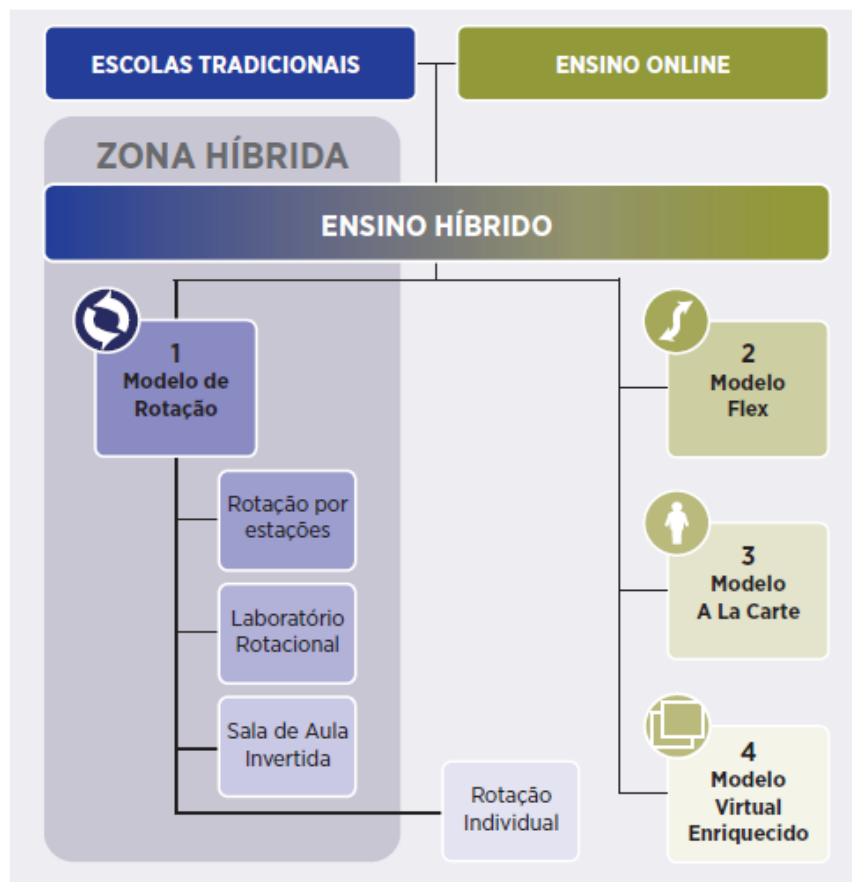 ESCOLAS TRADICIONAIS
ENSINO ONLINE
ZONA HÍBRIDA
ENSINO HÍBRIDO
1
Modelo de
Rotação
Rotação por
estações
Laboratório
Rotacional
Sala de Aula
Invertida
Rotação
Individual
2
Modelo
Flex
3
Modelo
A La Carte
4
Modelo
Virtual
Enriquecido